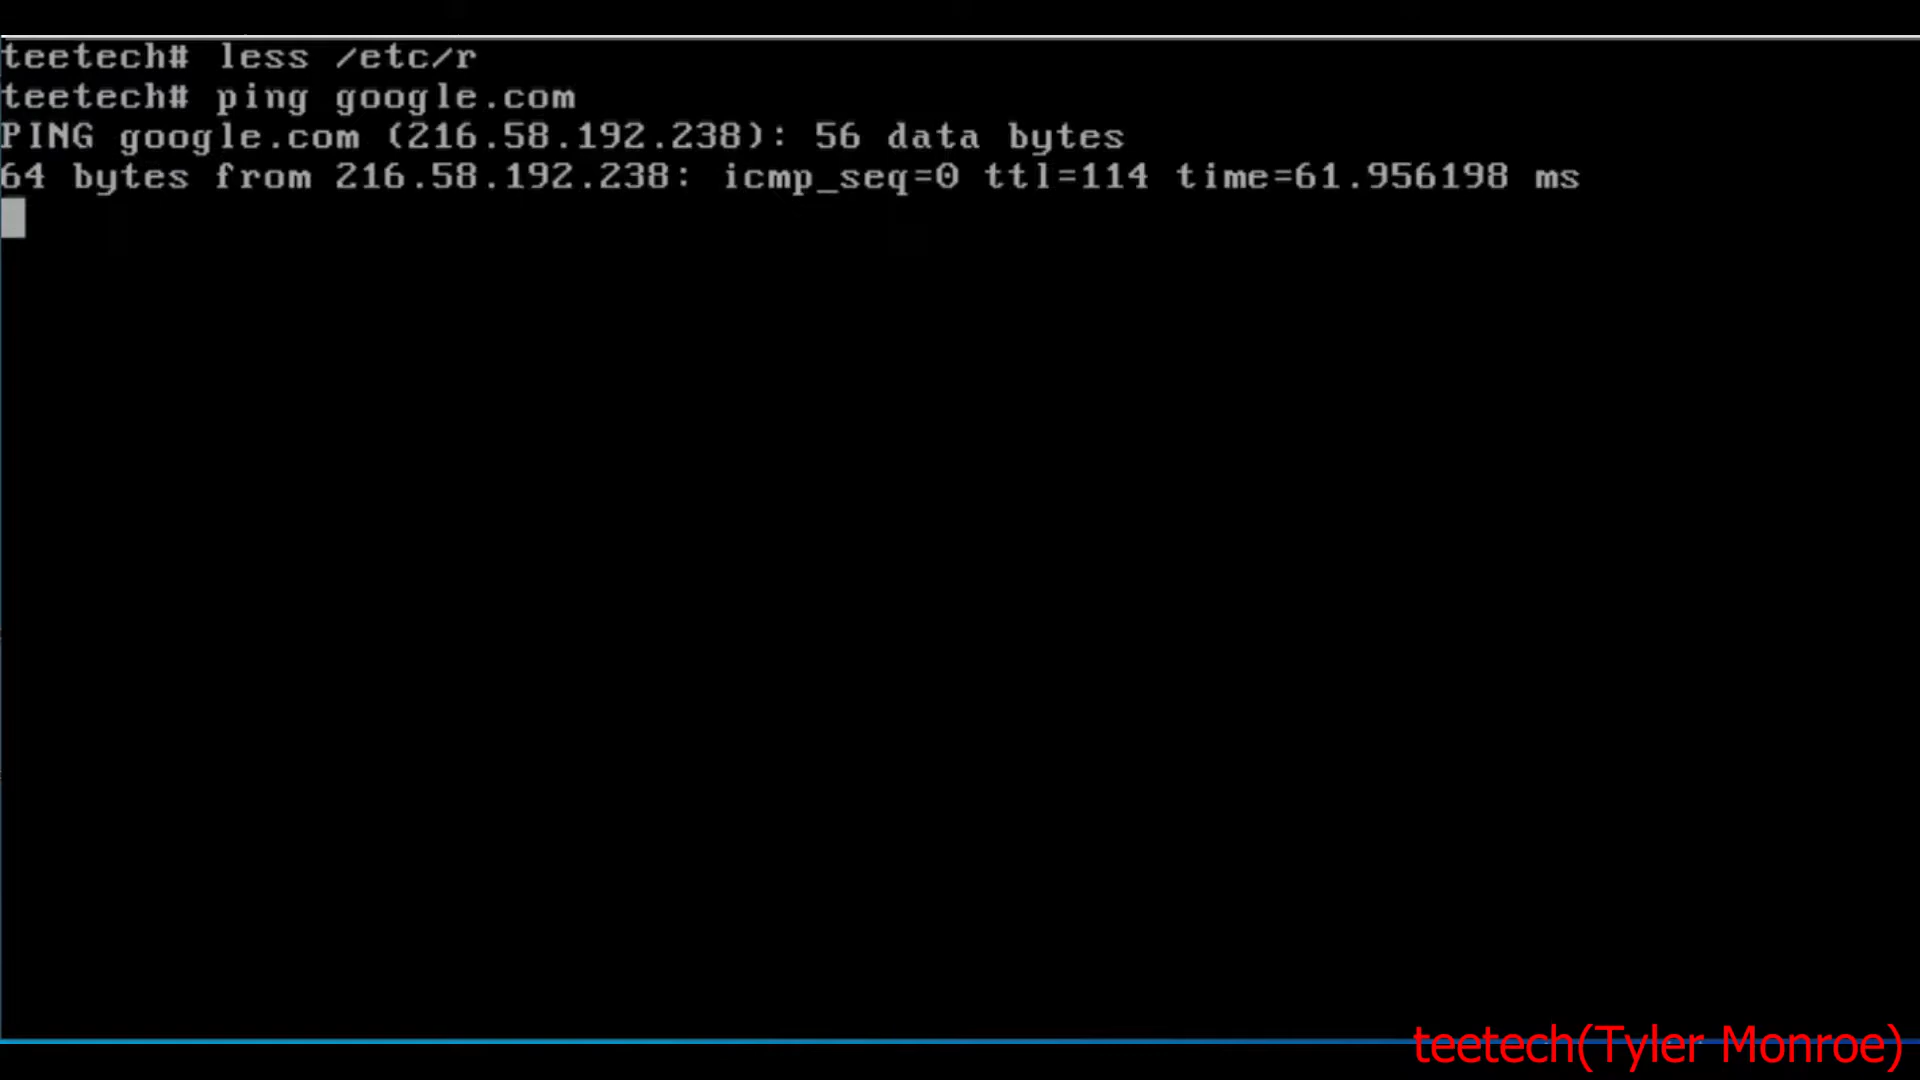 teetech# less /etc/r
teetech# ping google.com
PING google.com (216.58.192.238): 56 data bytes
64 bytes from 216.58.192.238: icmp_seq=0 ttl=114 time=61.956198 ms
teetech(Tyler Monroe)